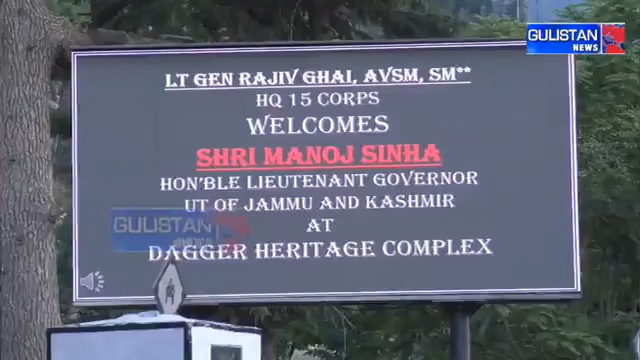 GULISTAN
NEWS
LT GEN RAJIV GHAI, AVSM, SM**
HQ 15 CORPS
WELCOMES
SHRI MANOJ SINHA
HON'BLE LIEUTENANT GOVERNOR
UT OF JAMMU AND KASHMIR
AT
DAGGER HERITAGE COMPLEX
GULISTAN
NEWS